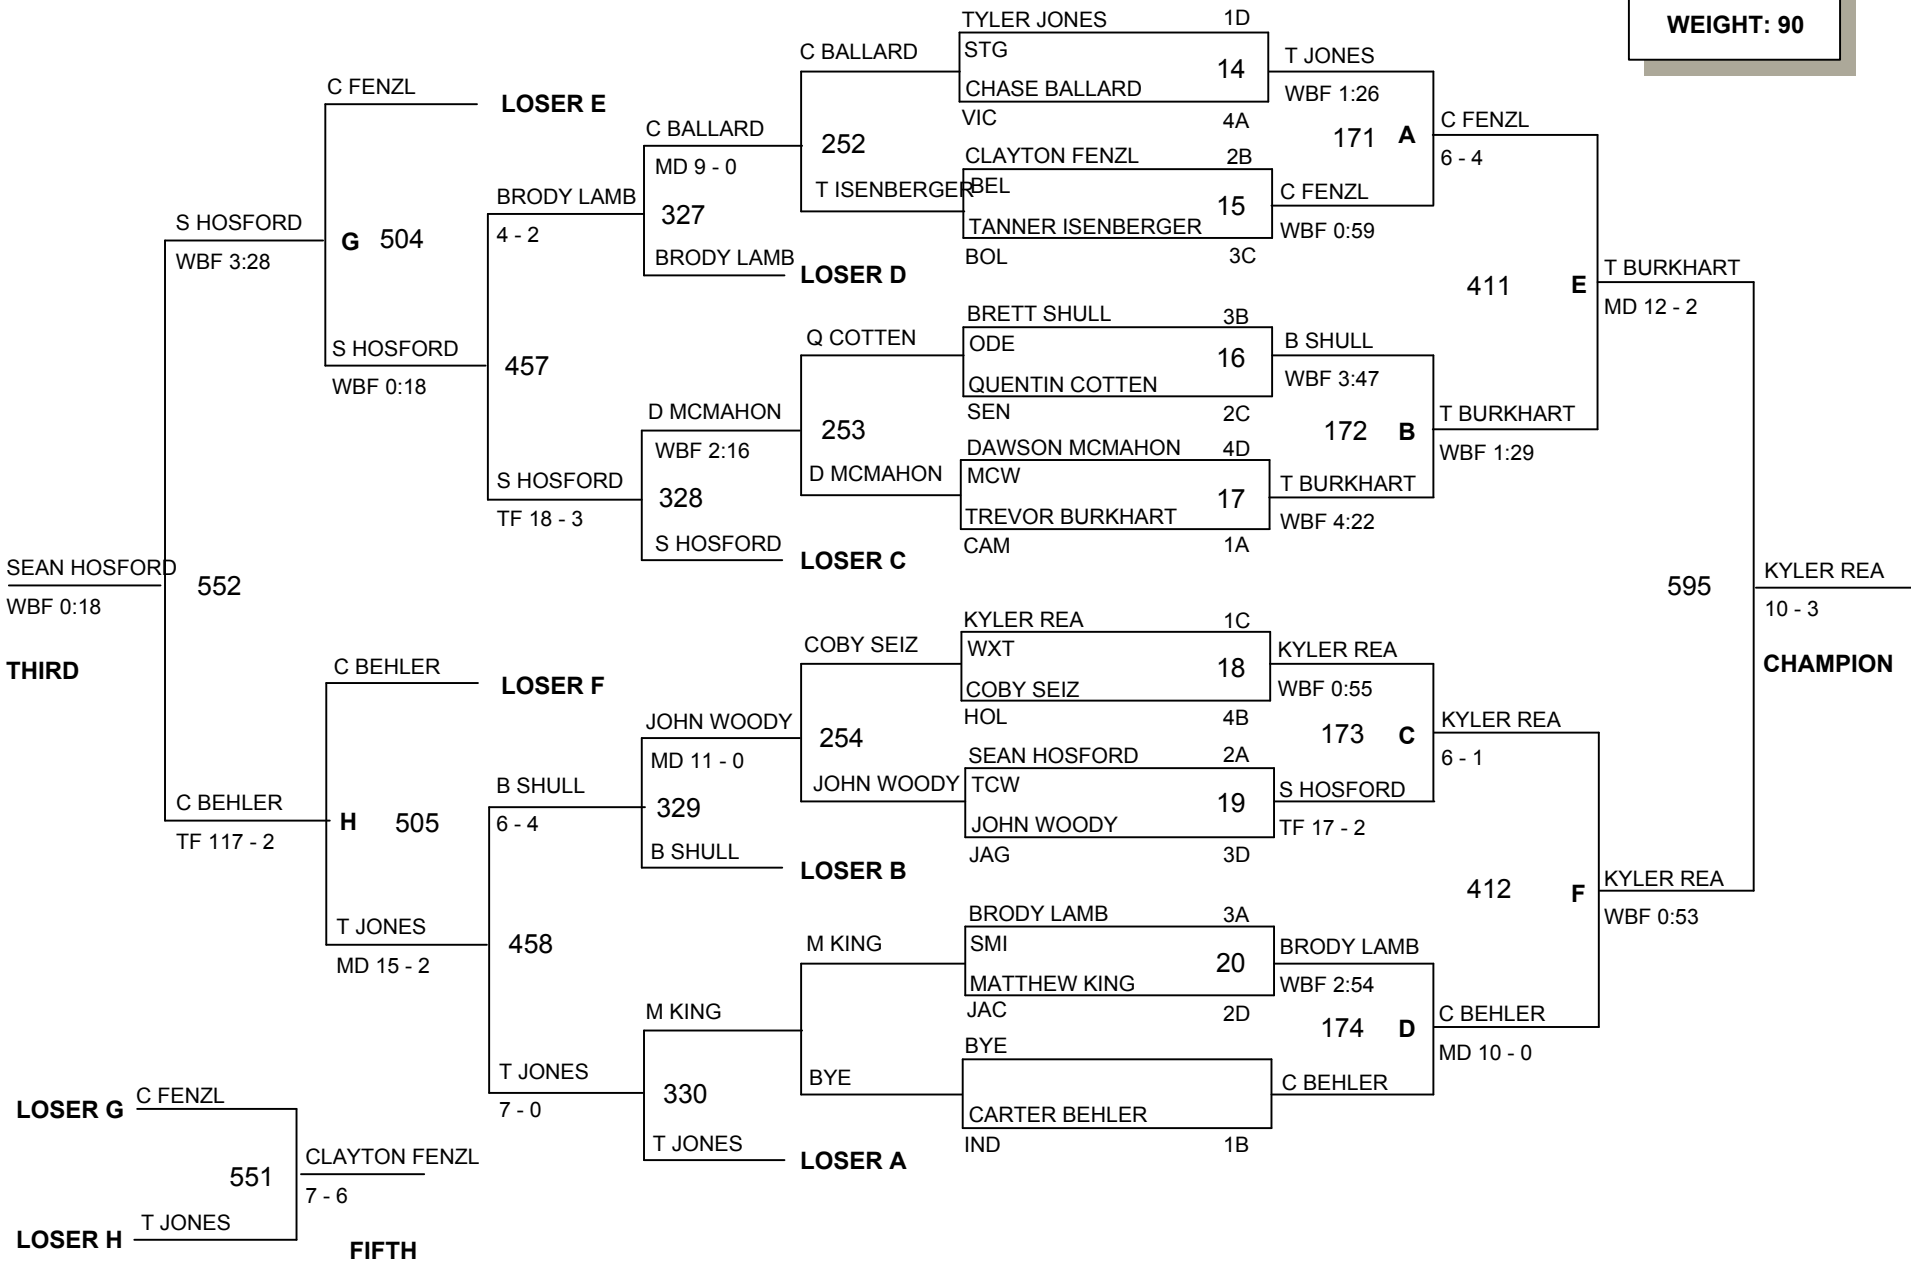 WEIGHT: 90
TYLER JONES 1D
STG
14
CHASE BALLARD
VIC 4A
CLAYTON FENZL 2B
BEL
15
TANNER ISENBERGER
BOL 3C
BRETT SHULL 3B
ODE
16
QUENTIN COTTEN
SEN 2C
DAWSON MCMAHON 4D
MCW
17
TREVOR BURKHART
CAM 1A
KYLER REA 1C
WXT
18
COBY SEIZ
HOL 4B
SEAN HOSFORD 2A
TCW
19
JOHN WOODY
JAG 3D
BRODY LAMB 3A
SMI
20
MATTHEW KING
JAC 2D
BYE
CARTER BEHLER
IND 1B
T JONES
WBF 1:26
171 A
C FENZL
WBF 0:59
B SHULL
WBF 3:47
172 B
T BURKHART
WBF 4:22
KYLER REA
WBF 0:55
173 C
S HOSFORD
TF 17 - 2
BRODY LAMB
WBF 2:54
174 D
C BEHLER
C FENZL
6 - 4
411 E
T BURKHART
WBF 1:29
KYLER REA
6 - 1
412 F
C BEHLER
MD 10 - 0
T BURKHART
MD 12 - 2
595
KYLER REA
WBF 0:53
KYLER REA
10 - 3
CHAMPION
C BALLARD
252
T ISENBERGER
Q COTTEN
253
D MCMAHON
COBY SEIZ
254
JOHN WOODY
M KING
BYE
C BALLARD
MD 9 - 0
327
BRODY LAMB
LOSER D
D MCMAHON
WBF 2:16
328
S HOSFORD
LOSER C
JOHN WOODY
MD 11 - 0
329
B SHULL
LOSER B
M KING
330
T JONES
LOSER A
BRODY LAMB
4 - 2
457
S HOSFORD
TF 18 - 3
B SHULL
6 - 4
458
T JONES
7 - 0
C FENZL
LOSER E
G 504
S HOSFORD
WBF 0:18
C BEHLER
LOSER F
H 505
T JONES
MD 15 - 2
S HOSFORD
WBF 3:28
552
C BEHLER
TF 117 - 2
SEAN HOSFORD
WBF 0:18
THIRD
LOSER G C FENZL
551
LOSER H T JONES
CLAYTON FENZL
7 - 6
FIFTH